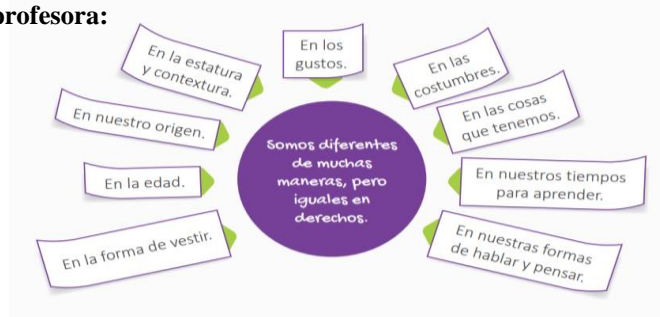 profesora:
En la estatura
y contextura.
En los
gustos.
En las
costumbres.
En nuestro origen.
En las cosas
que tenemos.
En la edad.
Somos diferentes
de muchas
maneras, pero
iguales en
derechos.
En nuestros tiempos
para aprender.
En la forma de vestir.
En nuestras formas
de hablar y pensar.